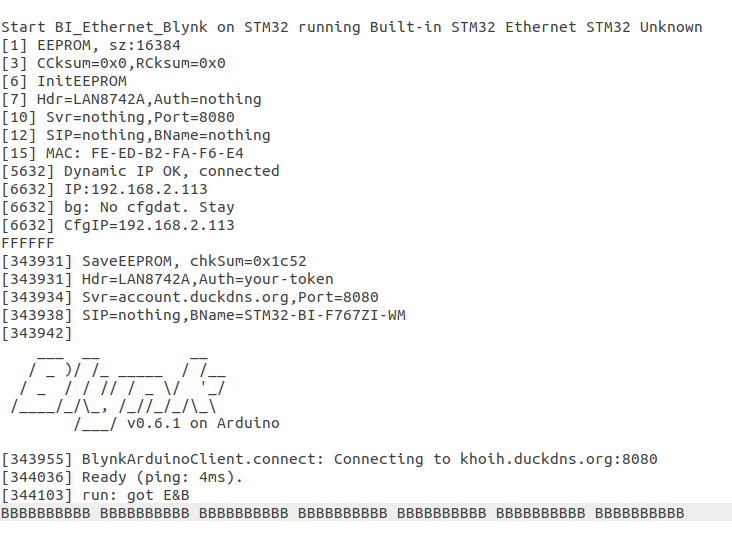 Start BI_Ethernet_Blynk on STM32 running Built-in STM32 Ethernet STM32 Unknown
[1] EEPROM, sz:16384
[3] CCksum=0x0,RCksum=0x0
[6] InitEEPROM
[7] Hdr=LAN8742A,Auth=nothing
[10] Svr=nothing,Port=8080
[12] SIP=nothing,BName=nothing
[15] MAC: FE-ED-B2-FA-F6-E4
[5632] Dynamic IP OK, connected
[6632] IP:192.168.2.113
[6632] bg: No cfgdat. Stay
[6632] CfgIP=192.168.2.113
FFFFFF
[343931] SaveEEPROM, chkSum=0x1c52
[343931] Hdr=LAN8742A,Auth=your-token
[343934] Svr=account.duckdns.org,Port=8080
[343938] SIP=nothing,BName=STM32-BI-F767ZI-WM
[343942]
    ___  __          __
   / _ )/ /_ _____  / /__
  / _  / / // / _ \/  '_/
 /____/_/\_, /_//_/_/\_\
        /___/ v0.6.1 on Arduino
[343955] BlynkArduinoClient.connect: Connecting to khoih.duckdns.org:8080
[344036] Ready (ping: 4ms).
[344103] run: got E&B
BBBBBBBBBB BBBBBBBBBB BBBBBBBBBB BBBBBBBBBB BBBBBBBBBB BBBBBBBBBB BBBBBBBBBB